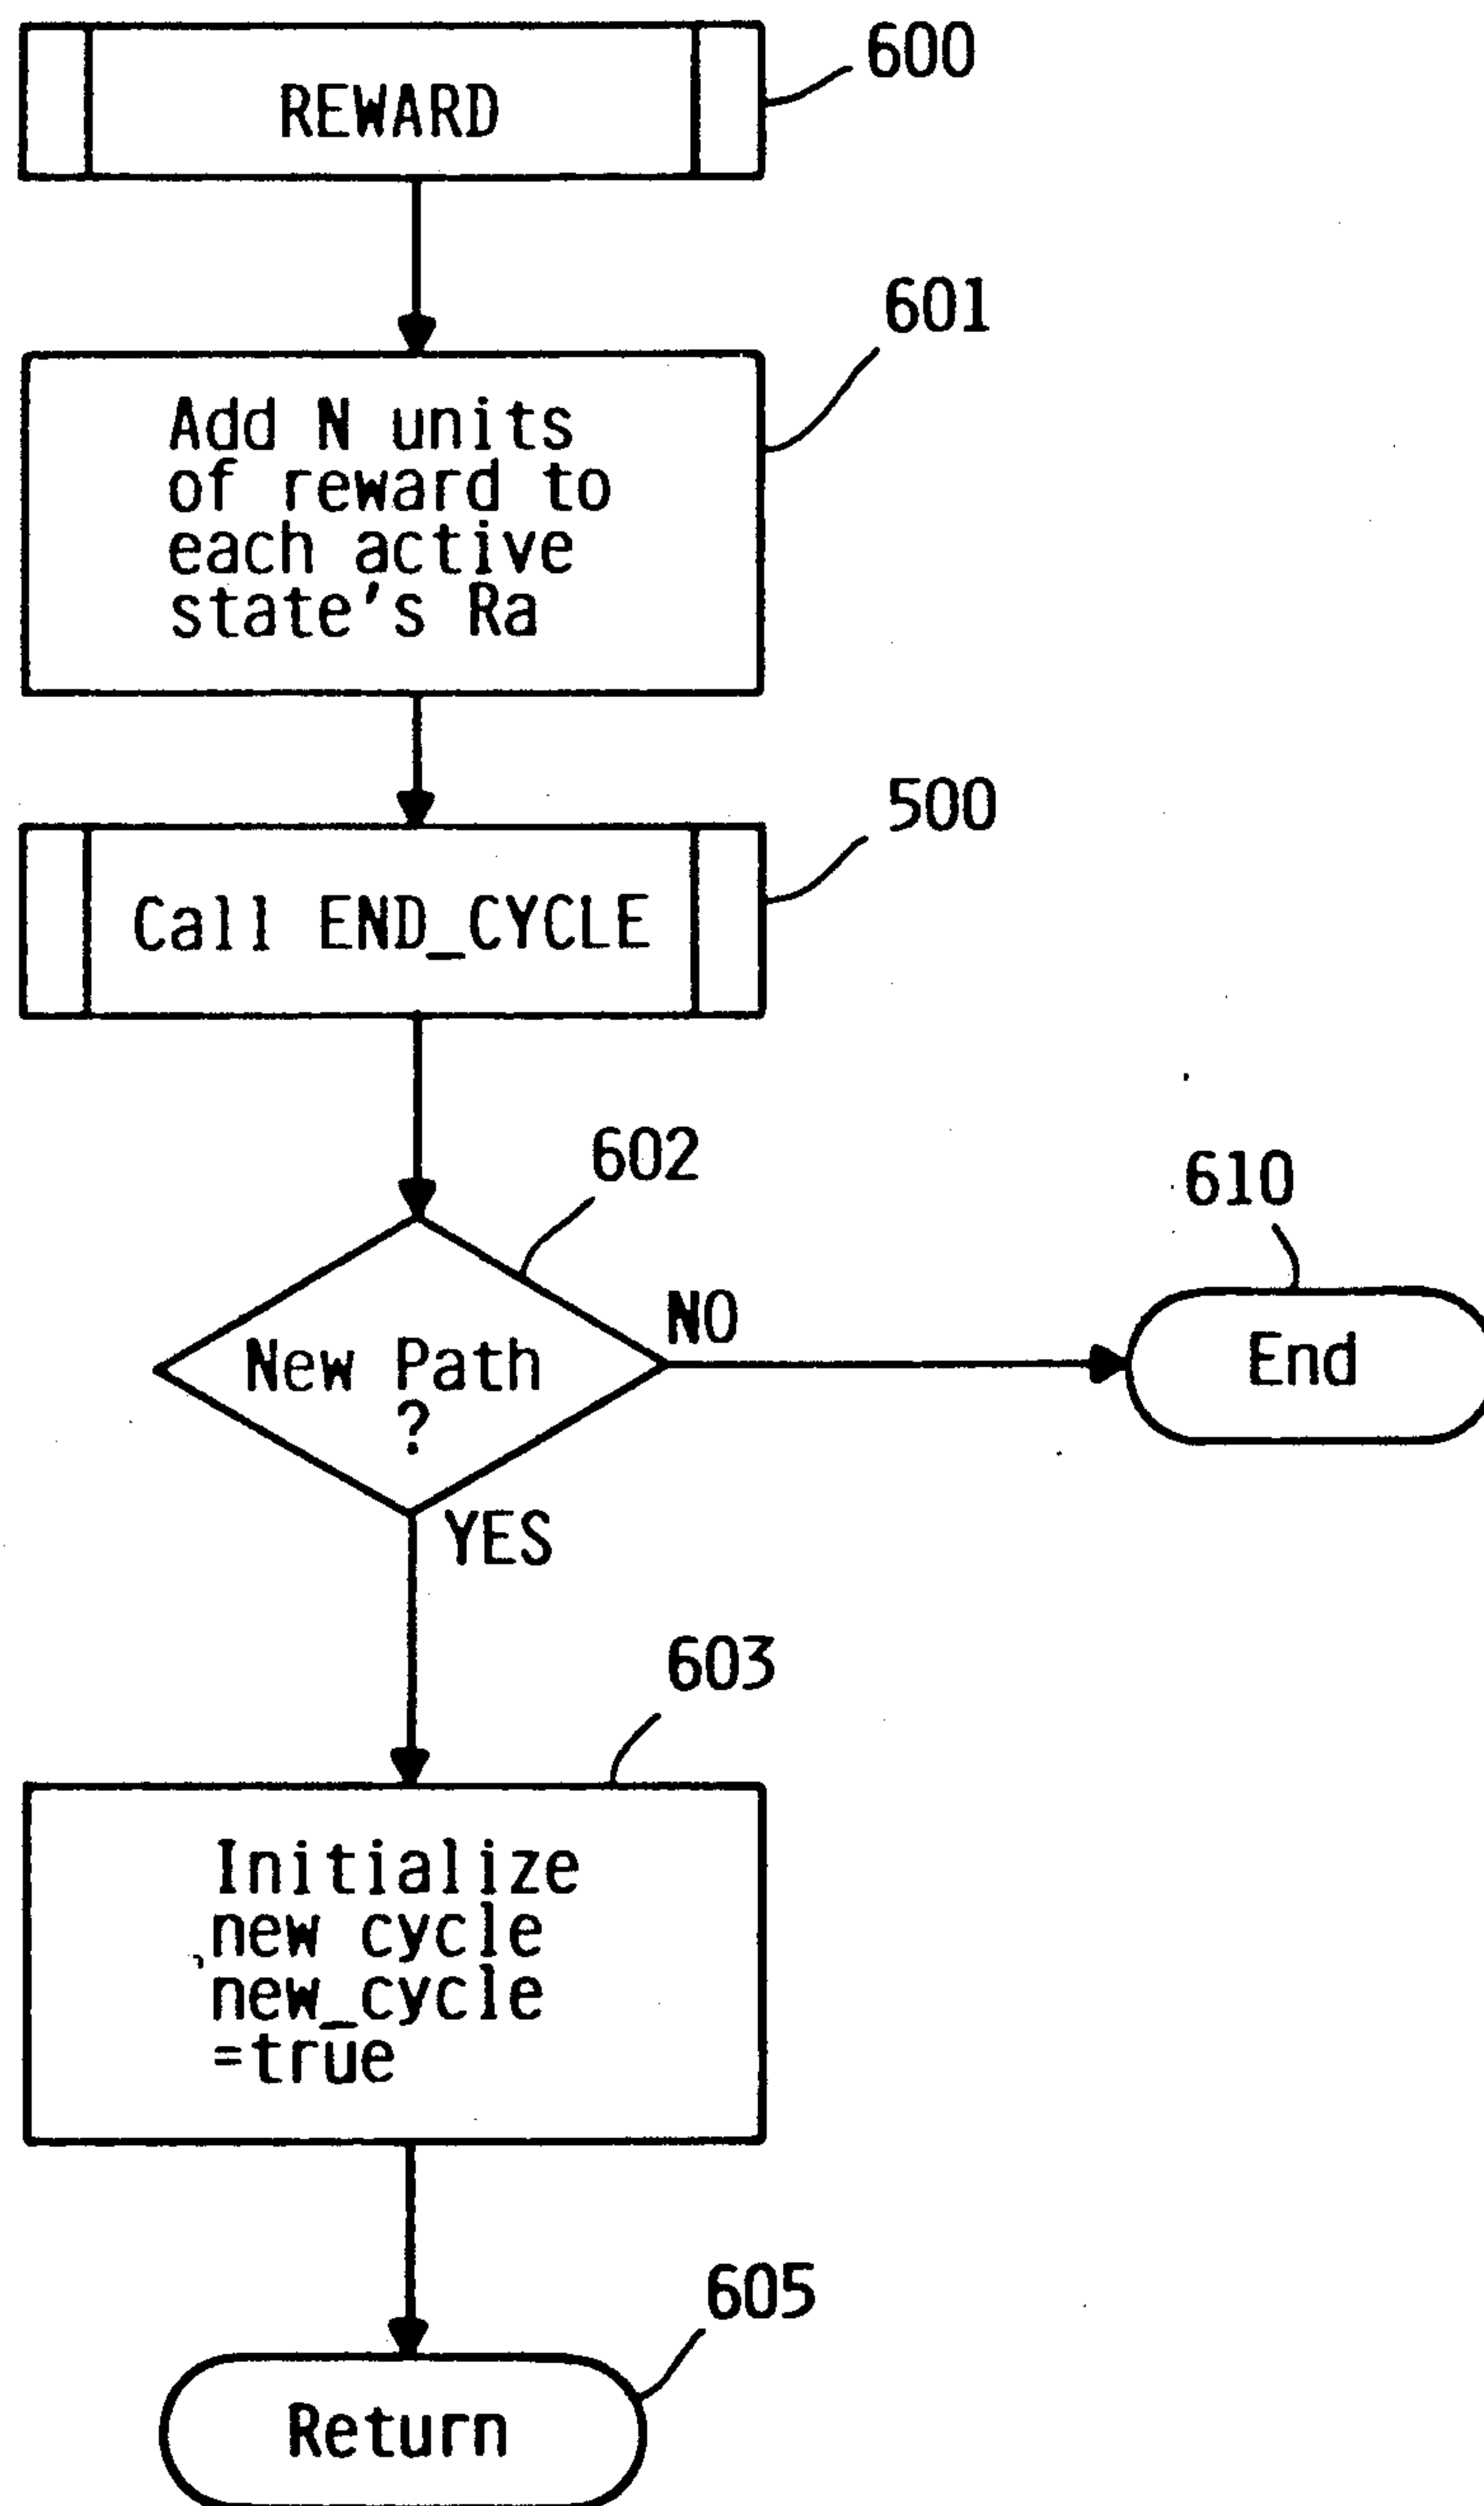 REWARD
600
601
Add N units
of reward to
each active
state's Ra
500
Call END_CYCLE
602
610
New Path
?
NO
End
YES
603
Initialize
new cycle
new_cycle
=true
605
Return